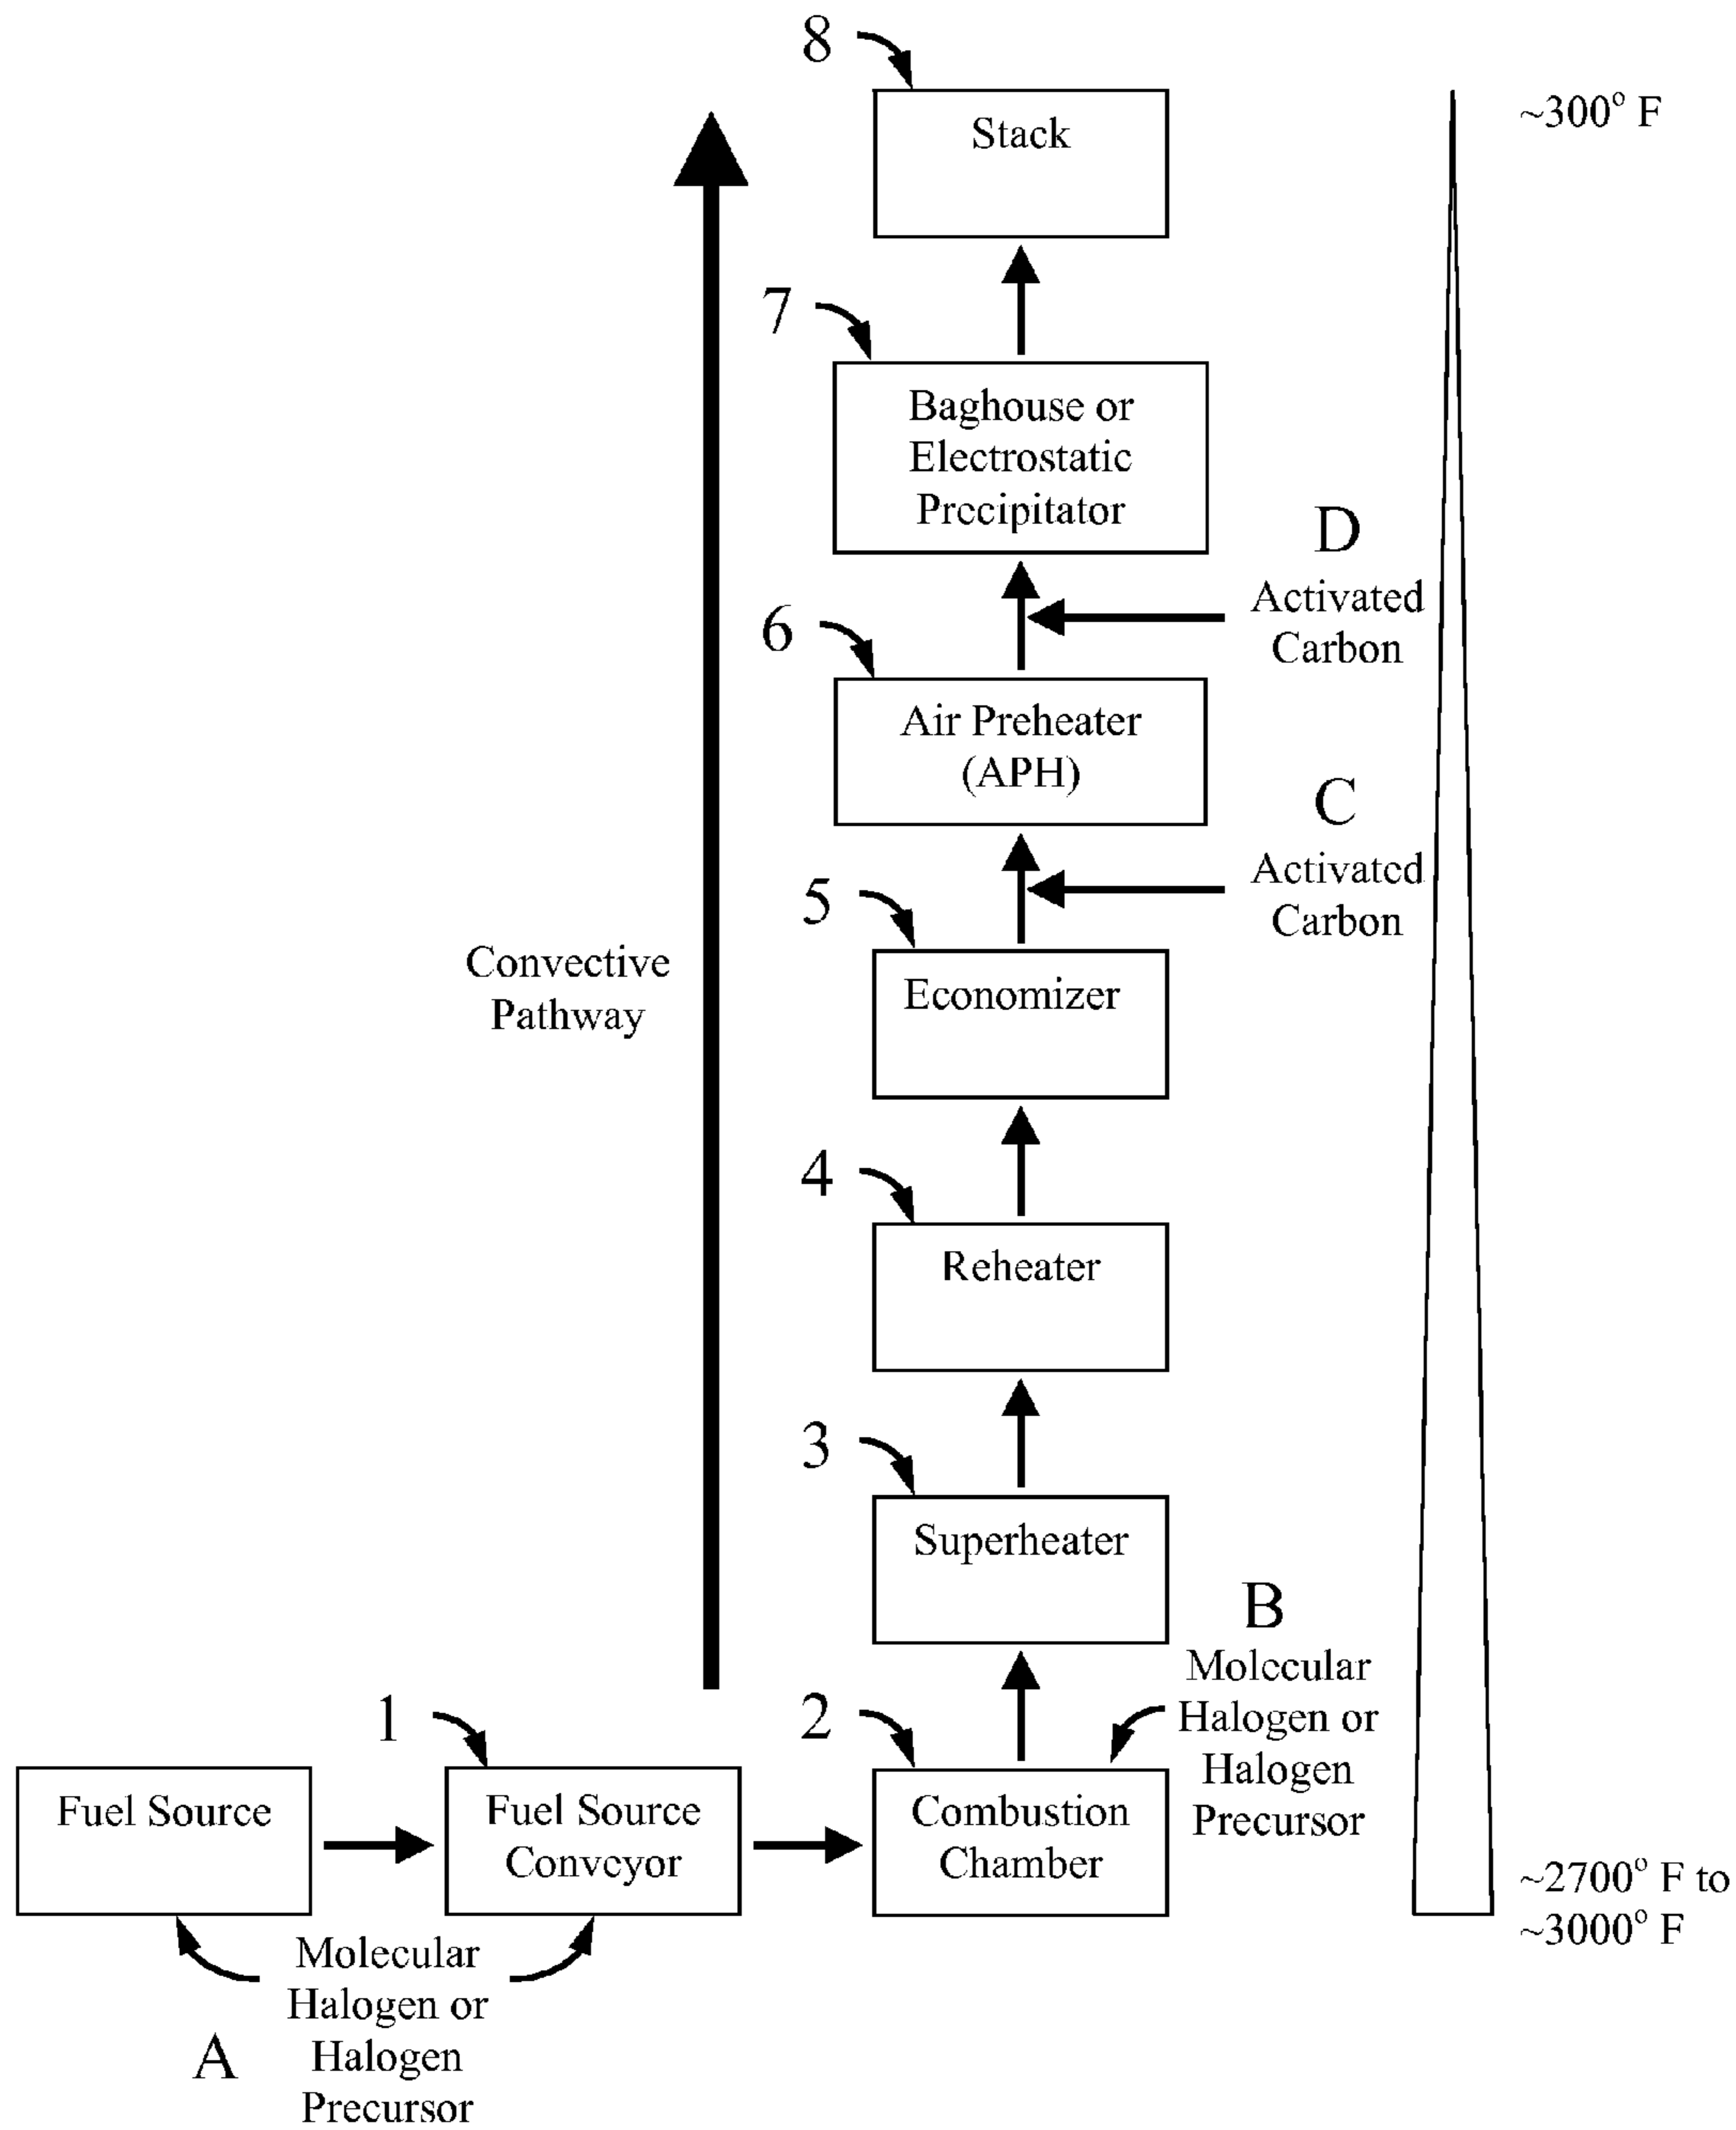 8
Stack
~300° F
7
Baghouse or
Electrostatic
Precipitator
D
Activated
Carbon
6
Air Preheater
(APH)
C
Activated
Carbon
5
Economizer
Convective
Pathway
4
Reheater
3
Superheater
B
Molecular
Halogen or
Halogen
Precursor
1
2
Fuel Source
Fuel Source
Conveyor
Combustion
Chamber
~2700° F to
~3000° F
Molecular
Halogen or
Halogen
Precursor
A